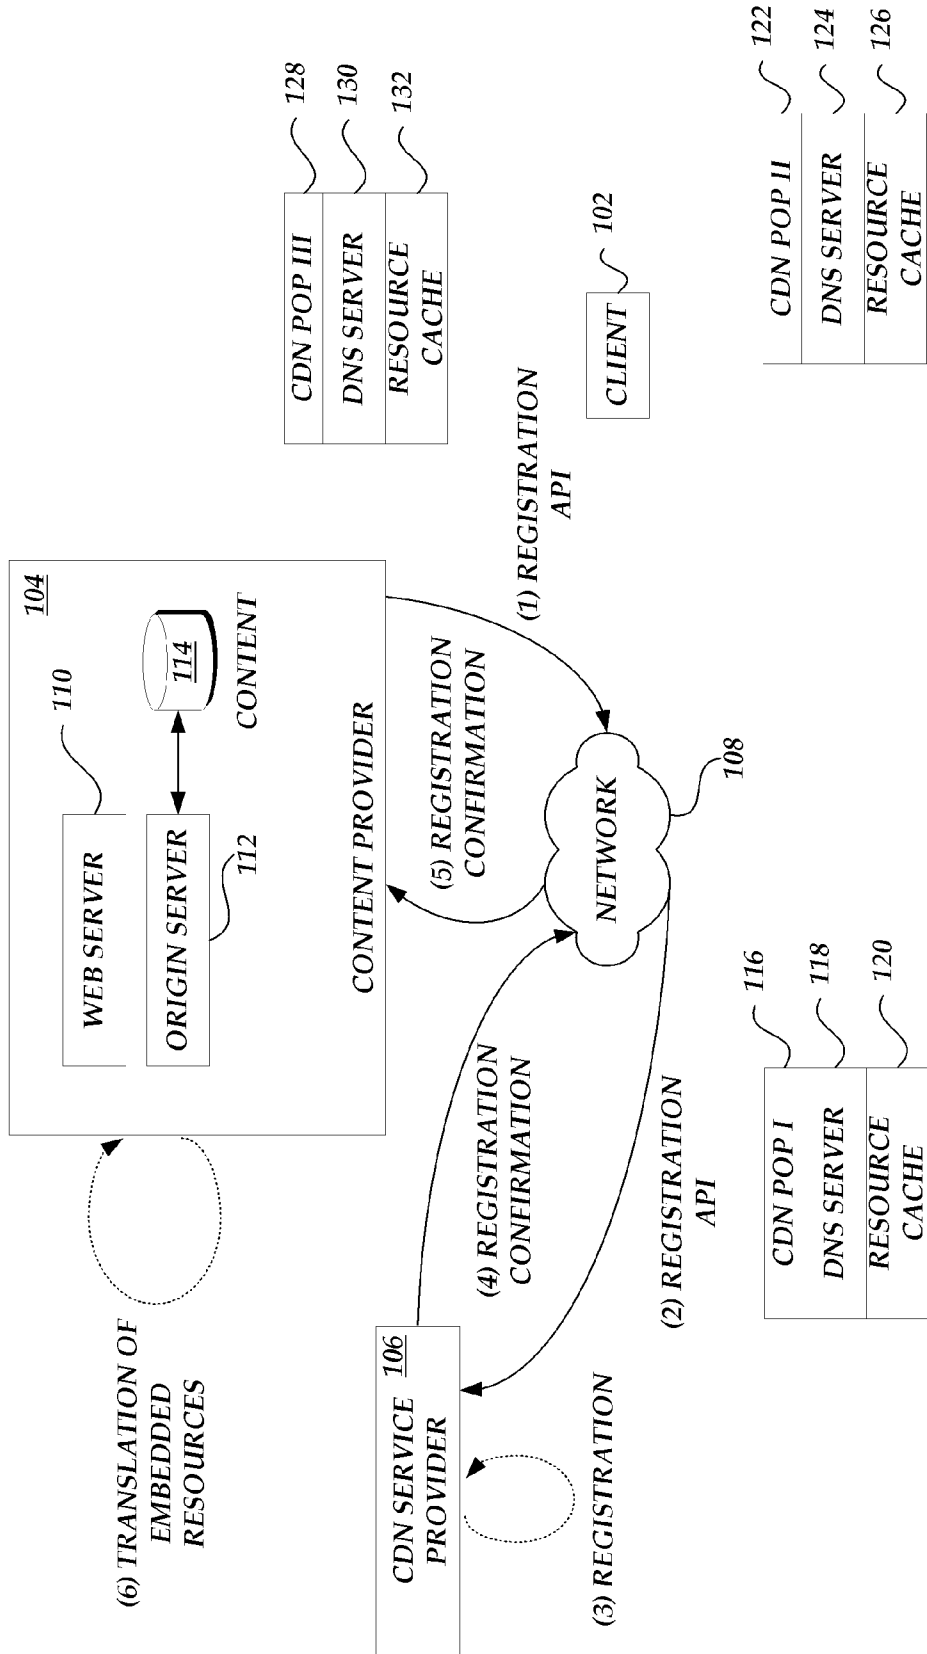 (6) TRANSLATION OF
EMBEDDED
RESOURCES
104
WEB SERVER
110
ORIGIN SERVER
112
114
CONTENT
CONTENT PROVIDER
CDN POP III
128
DNS SERVER
130
RESOURCE
CACHE
132
CDN SERVICE
PROVIDER
106
(3) REGISTRATION
(4) REGISTRATION
CONFIRMATION
(5) REGISTRATION
CONFIRMATION
(1) REGISTRATION
API
(2) REGISTRATION
API
NETWORK
108
CLIENT
102
CDN POP I
116
DNS SERVER
118
RESOURCE
CACHE
120
CDN POP II
122
DNS SERVER
124
RESOURCE
CACHE
126